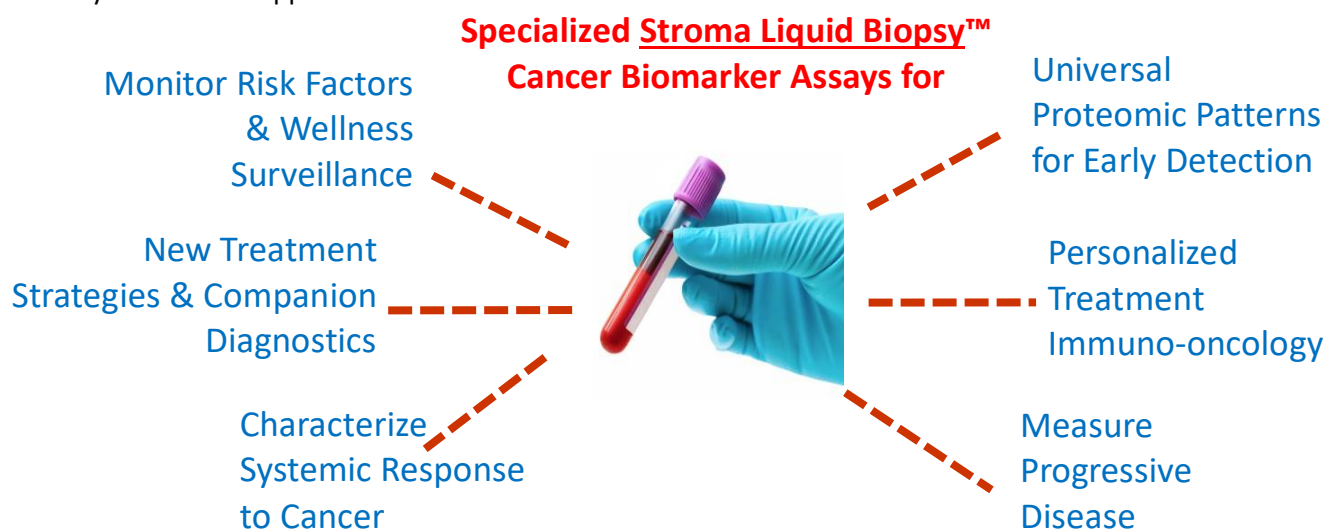 Specialized Stroma Liquid Biopsy™
Cancer Biomarker Assays for
Monitor Risk Factors
& Wellness
Surveillance
New Treatment
Strategies & Companion
Diagnostics
Characterize
Systemic Response
to Cancer
Universal
Proteomic Patterns
for Early Detection
Personalized
Treatment
Immuno-oncology
Measure
Progressive
Disease